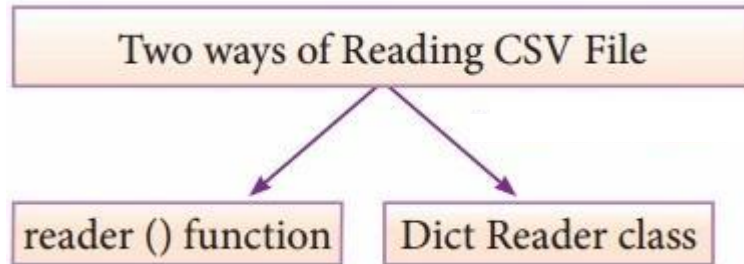 Two ways of Reading CSV File
reader () function
Dict Reader class